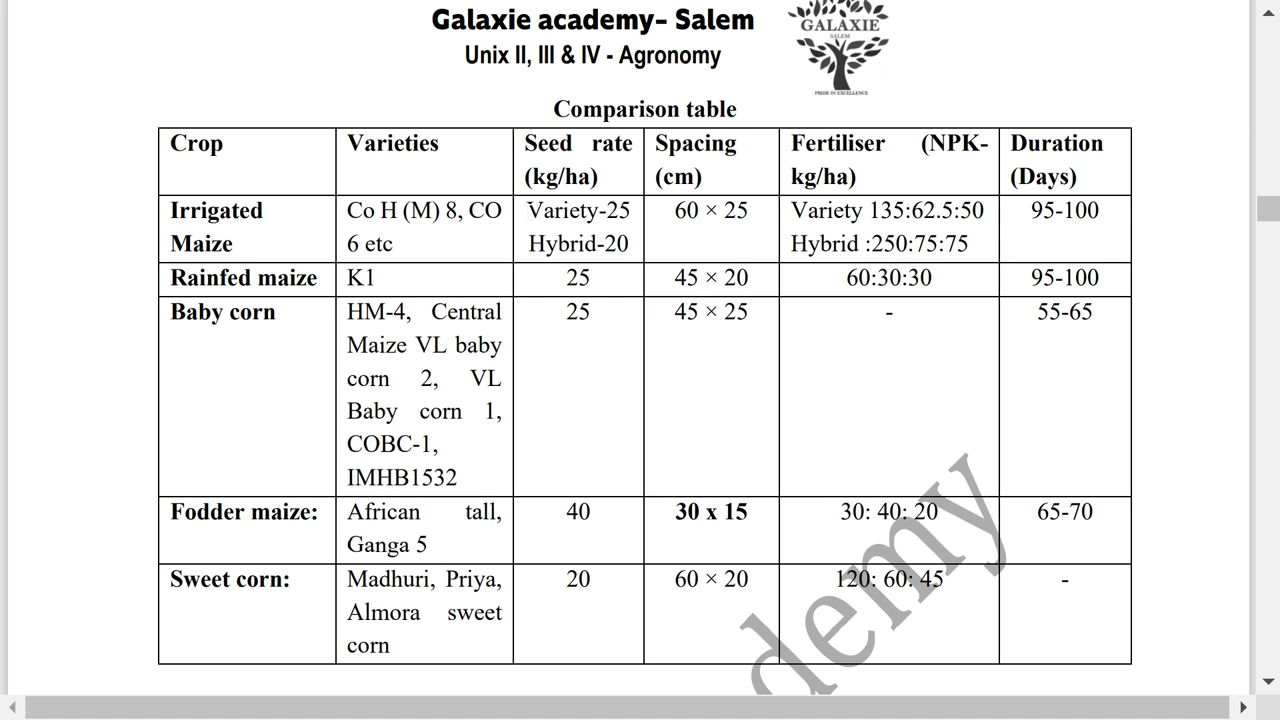 Galaxie academy– Salem
Unix II, III & IV - Agronomy
GALAXIE
SALEM
PRIDE IN EXCELLENCE
Comparison table
Crop Varieties Seed rate (kg/ha) Spacing (cm) Fertiliser (NPK-kg/ha) Duration (Days)
Irrigated Maize Co H (M) 8, CO 6 etc Variety-25 Hybrid-20 60 × 25 Variety 135:62.5:50 Hybrid :250:75:75 95-100
Rainfed maize K1 25 45 × 20 60:30:30 95-100
Baby corn HM-4, Central Maize VL baby corn 2, VL Baby corn 1, COBC-1, IMHB1532 25 45 × 25 - 55-65
Fodder maize: African tall, Ganga 5 40 30 x 15 30: 40: 20 65-70
Sweet corn: Madhuri, Priya, Almora sweet corn 20 60 × 20 120: 60: 45 -
demy